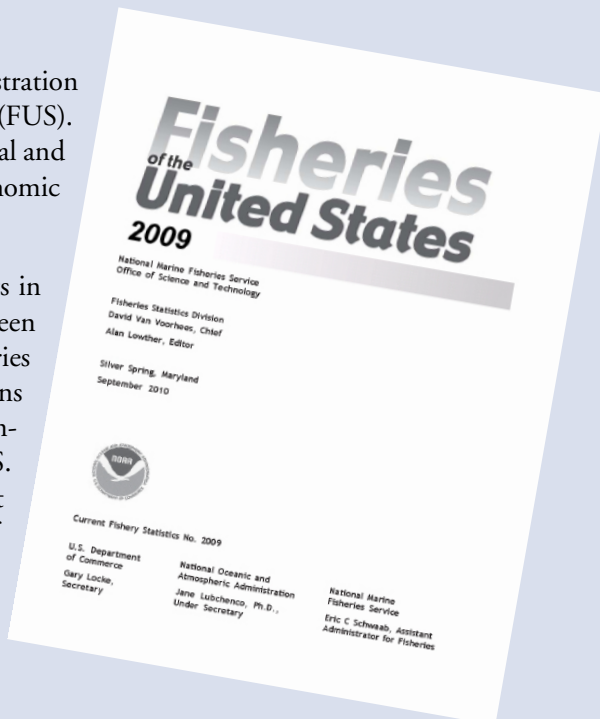 stration
(FUS).
al and
nomic
s in
een
ries
ns
n-
S.
Fisheries
of the
United States
2009
National Marine Fisheries Service
Office of Science and Technology
Fisheries Statistics Division
David Van Voorhees, Chief
Alan Lowther, Editor
Silver Spring, Maryland
September 2010
NOAA
Current Fishery Statistics No. 2009
U.S. Department
of Commerce
Gary Locke,
Secretary
National Oceanic and
Atmospheric Administration
Jane Lubchenco, Ph.D.,
Under Secretary
National Marine
Fisheries Service
Eric C Schwaab, Assistant
Administrator for Fisheries